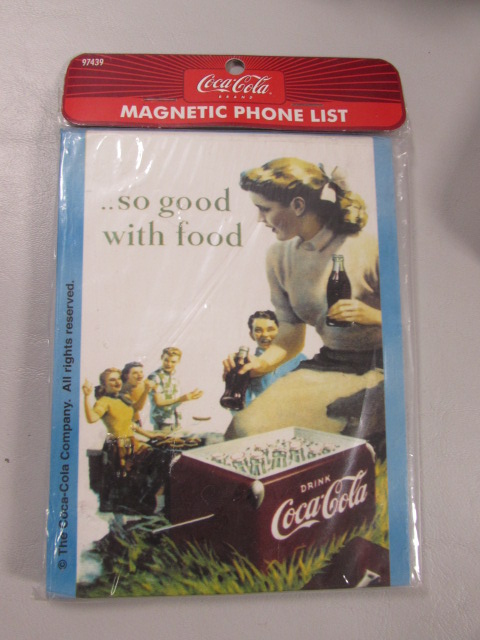 97439
Coca-Cola
BRAND
MAGNETIC PHONE LIST
..so good
with food
© The Coca-Cola Company. All rights reserved.
DRINK
Coca-Cola